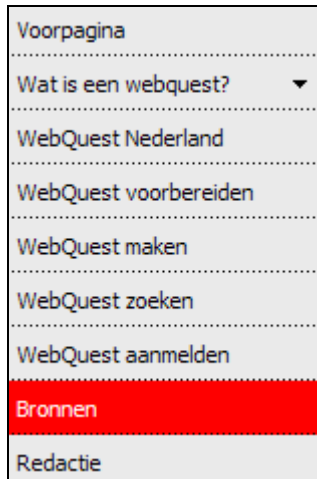 Voorpagina
Wat is een webquest?
WebQuest Nederland
WebQuest voorbereiden
WebQuest maken
WebQuest zoeken
WebQuest aanmelden
Bronnen
Redactie